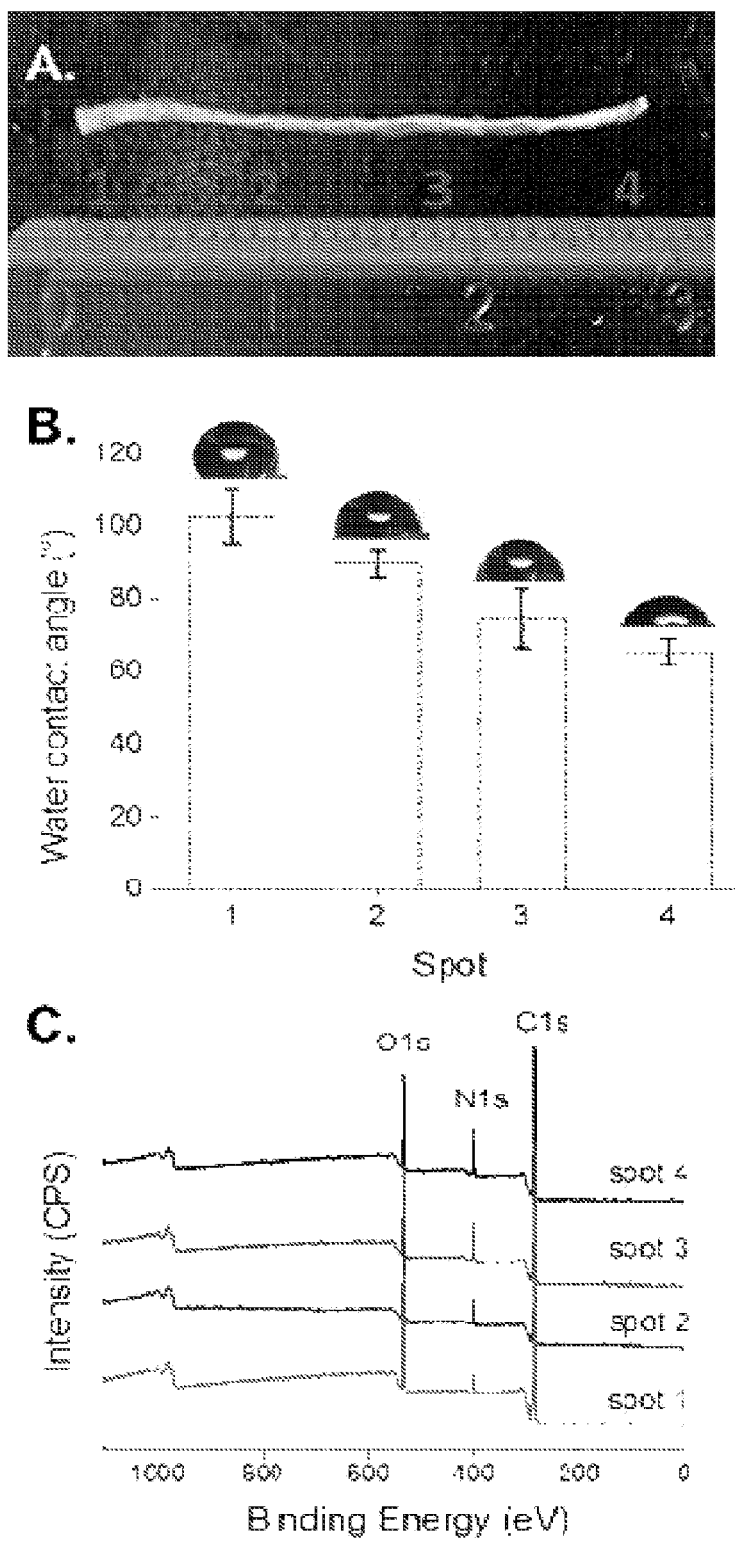 A.
1 2 3 4
2 3
B.
120
100
80
60
40
20
0
Water contact angle (°)
1 2 3 4
Spot
C.
O1s
N1s
C1s
spot 4
spot 3
spot 2
spot 1
Intensity (CPS)
1000 800 600 400 200 0
Binding Energy (eV)